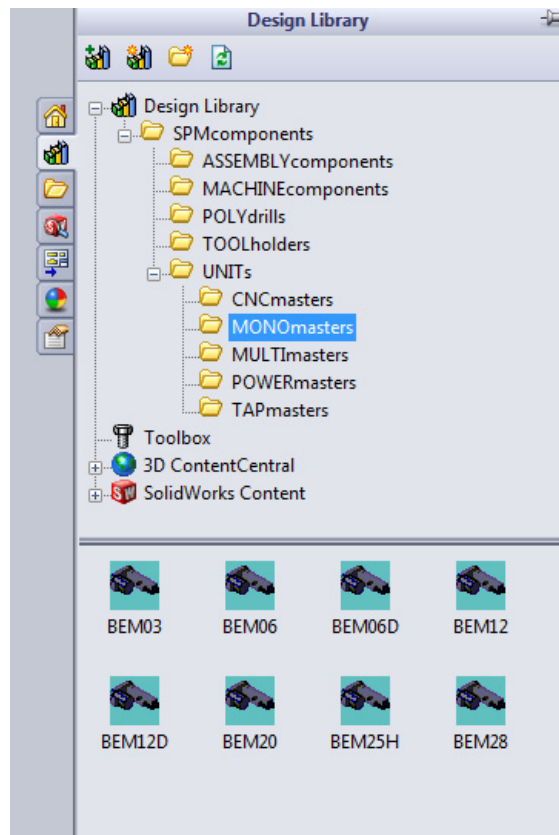 Design Library
Design Library
SPMcomponents
ASSEMBLYcomponents
MACHINEcomponents
POLYdrills
TOOLholders
UNITs
CNCmasters
MONOmasters
MULTImasters
POWERmasters
TAPmasters
Toolbox
3D ContentCentral
SolidWorks Content
BEM03 BEM06 BEM06D BEM12
BEM12D BEM20 BEM25H BEM28